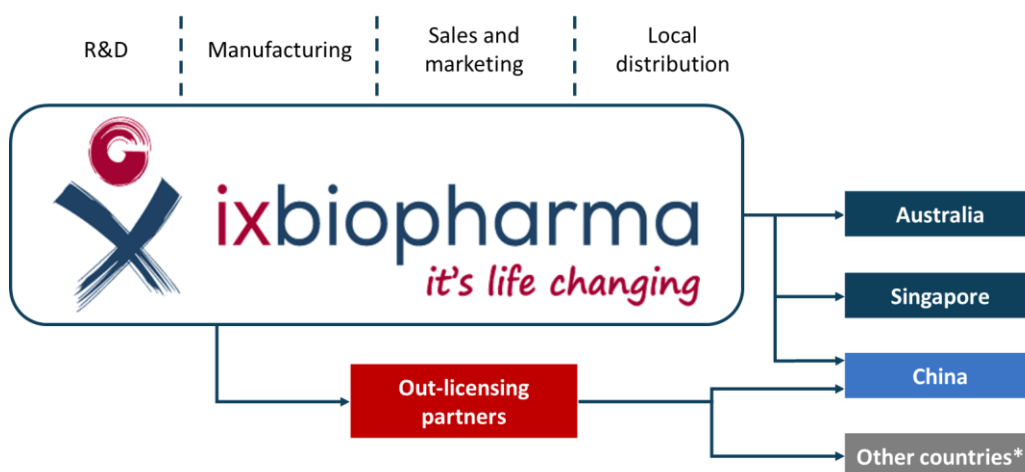 R&D
Manufacturing
Sales and
marketing
Local
distribution
ixbiopharma
it's life changing
Australia
Singapore
China
Out-licensing
partners
Other countries*